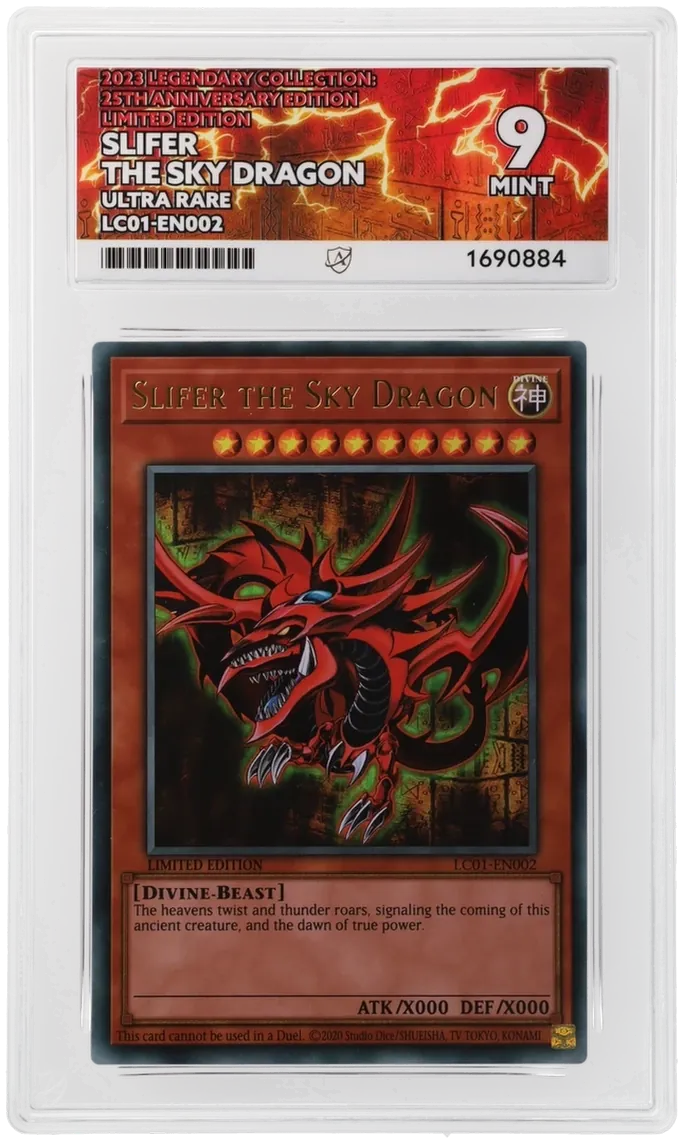 2023 LEGENDARY COLLECTION:
25TH ANNIVERSARY EDITION
LIMITED EDITION
SLIFER
THE SKY DRAGON
ULTRA RARE
LC01-EN002
9
MINT
1690884
SLIFER THE SKY DRAGON
DIVINE
神
LIMITED EDITION
LC01-EN002
[DIVINE-BEAST]
The heavens twist and thunder roars, signaling the coming of this
ancient creature, and the dawn of true power.
ATK/X000 DEF/X000
This card cannot be used in a Duel. ©2020 Studio Dice/SHUEISHA, TV TOKYO, KONAMI